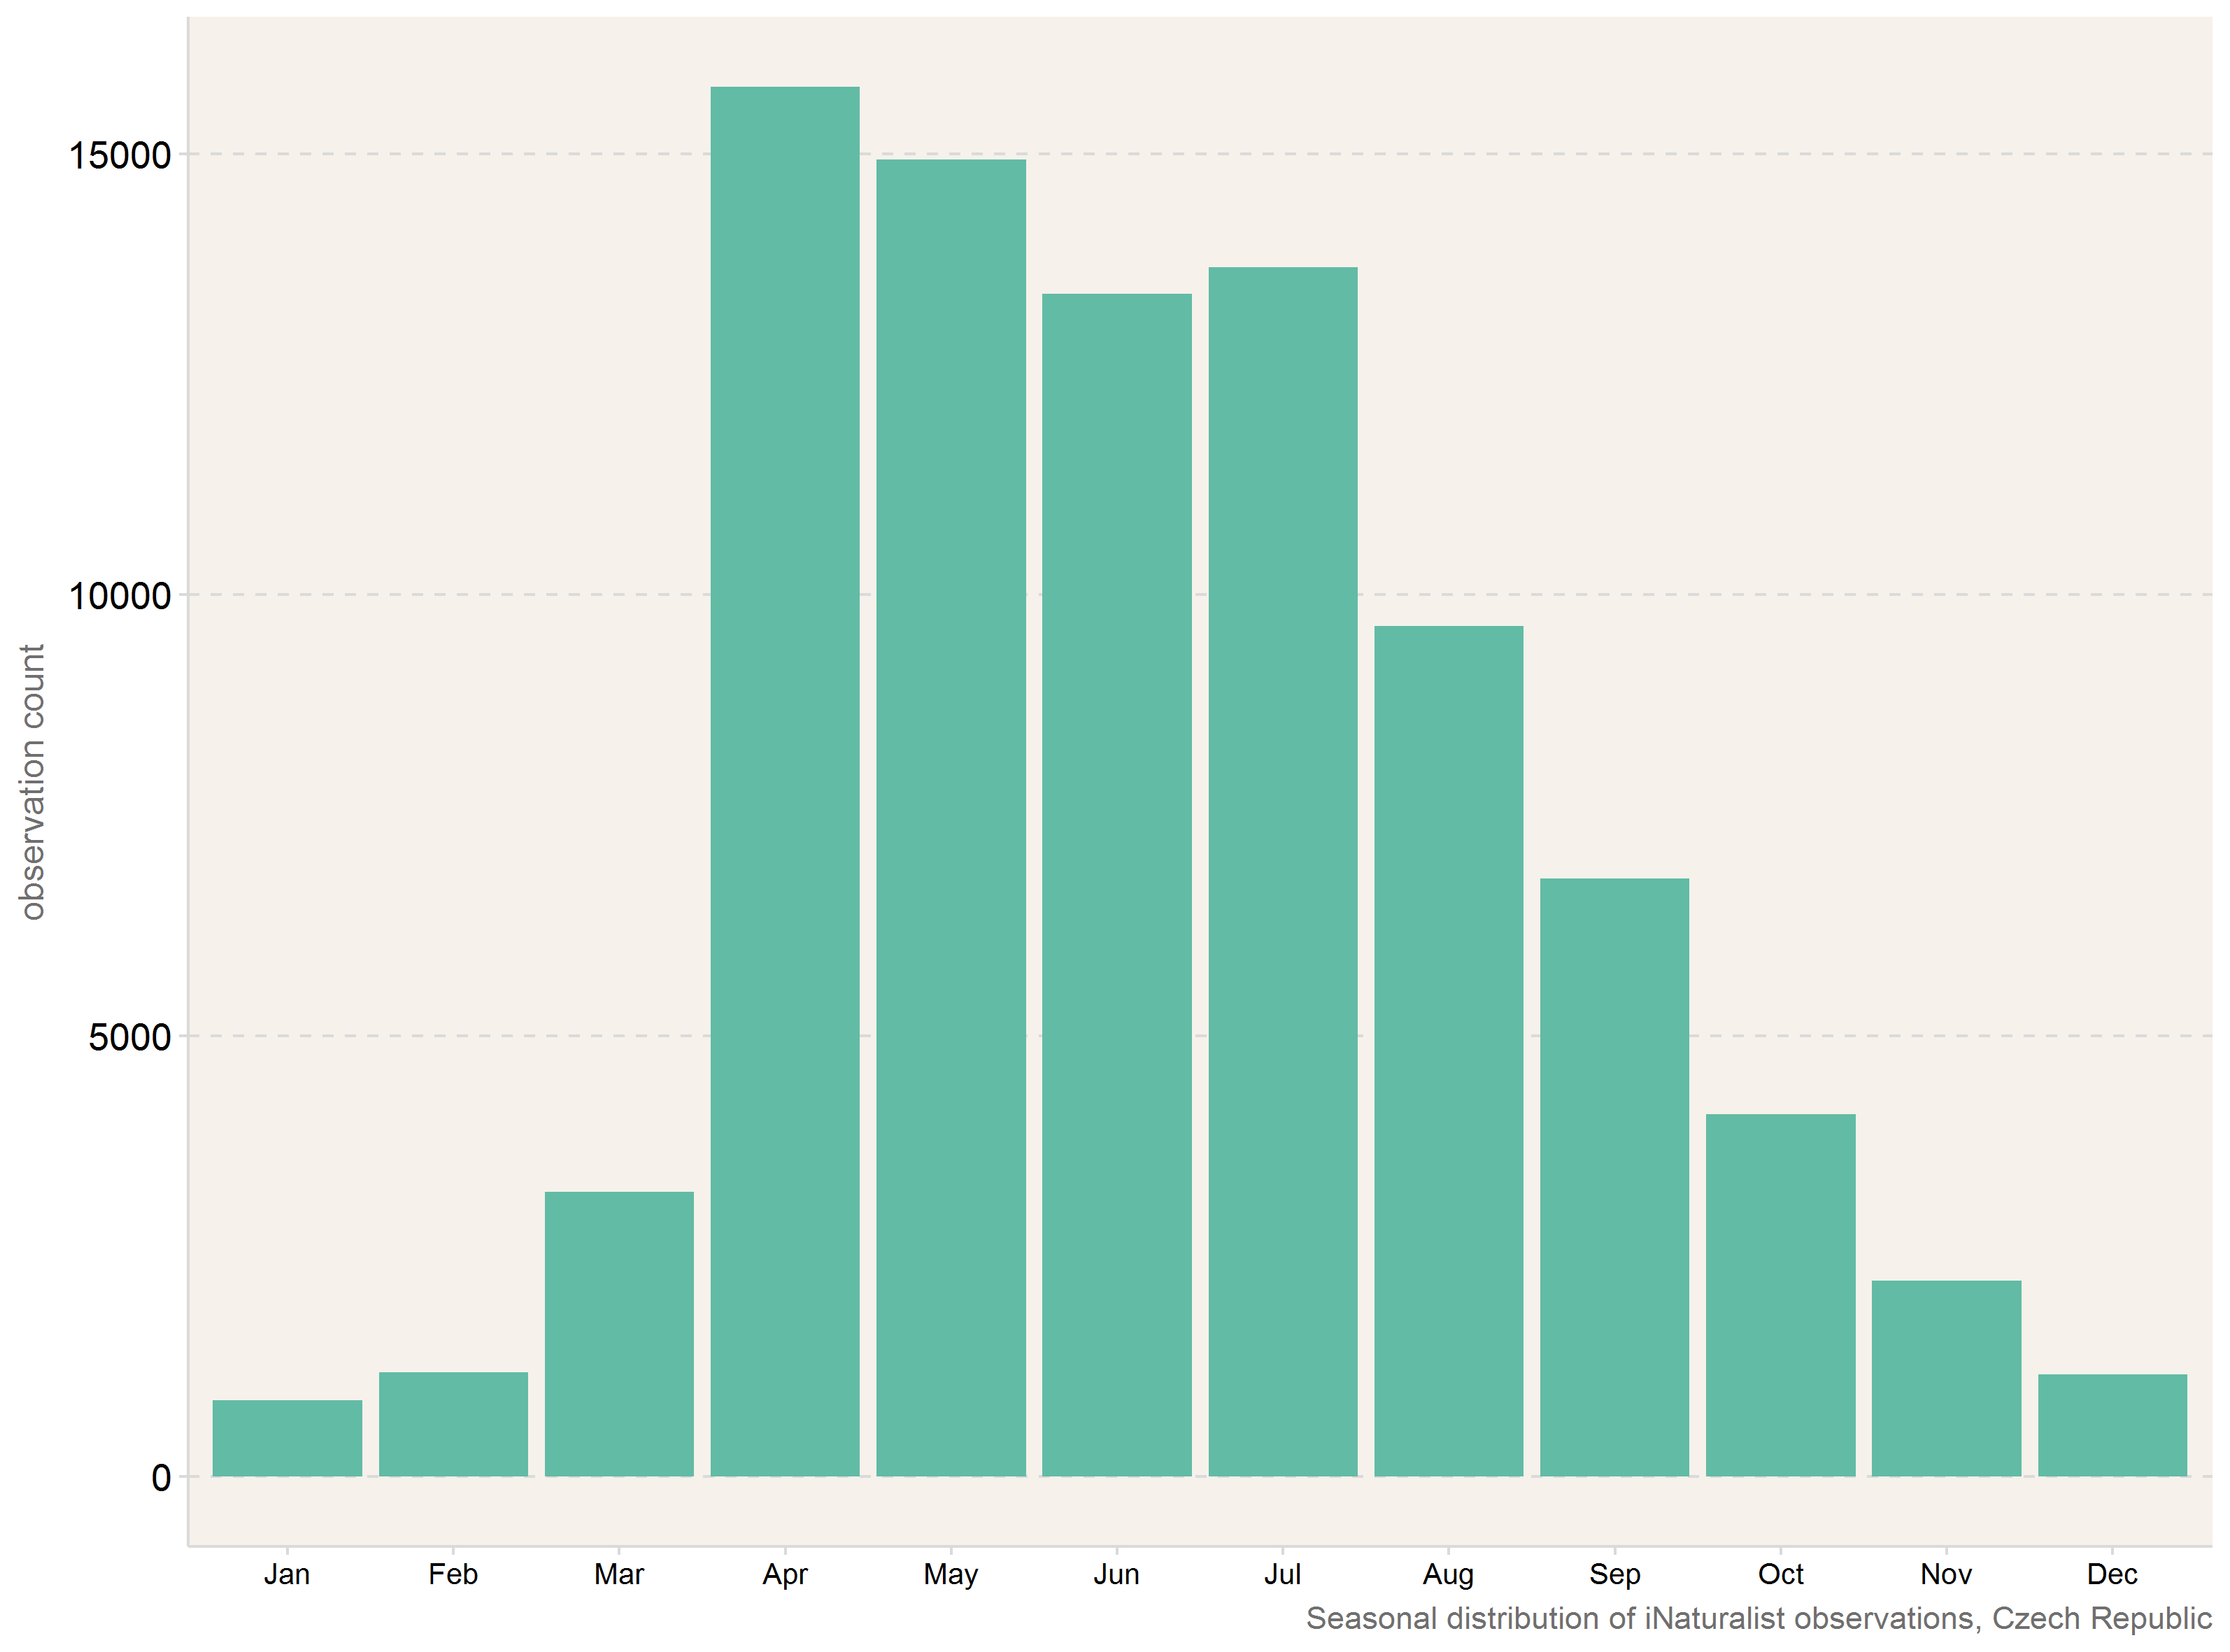 observation count
15000
10000
5000
0
Jan Feb Mar Apr May Jun Jul Aug Sep Oct Nov Dec
Seasonal distribution of iNaturalist observations, Czech Republic